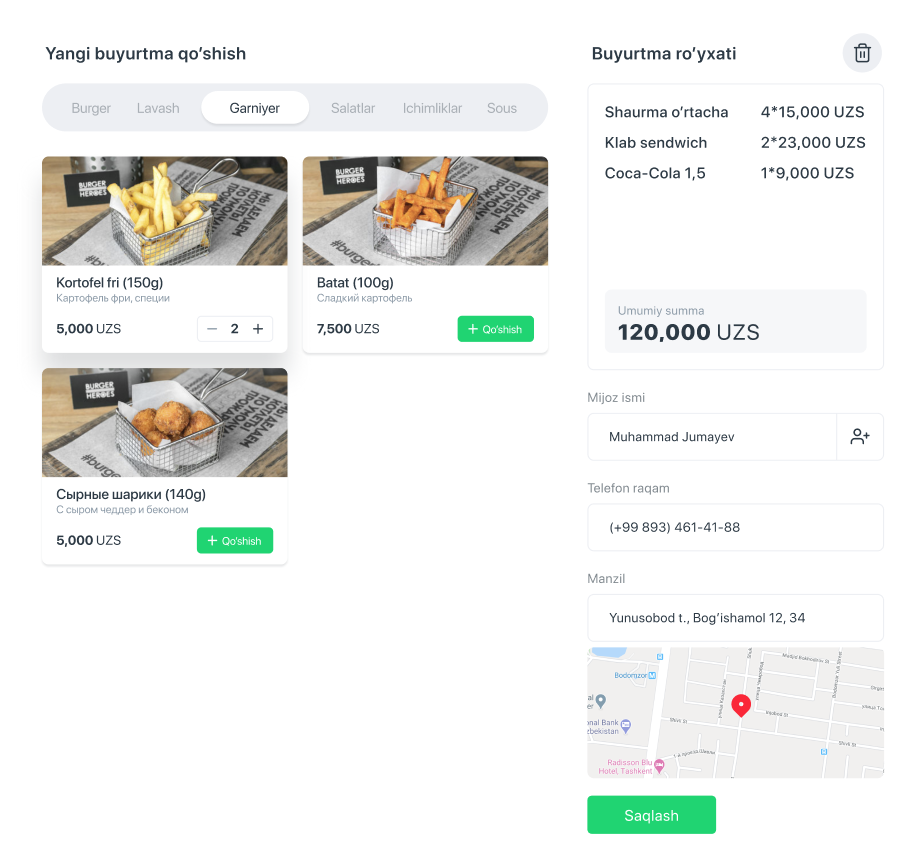 Yangi buyurtma qo‘shish
Burger
Lavash
Garniyer
Salatlar
Ichimliklar
Sous
BURGER
HEROES
#burge
Kortofel fri (150g)
Картофель фри, специи
5,000 UZS
2
BURGER
HEROES
#burge
Batat (100g)
Сладкий картофель
7,500 UZS
Qo‘shish
BURGER
HEROES
#burge
Сырные шарики (140g)
С сыром чеддер и беконом
5,000 UZS
Qo‘shish
Buyurtma ro‘yxati
Shaurma o‘rtacha 4*15,000 UZS
Klab sendwich 2*23,000 UZS
Coca-Cola 1,5 1*9,000 UZS
Umumiy summa
120,000 UZS
Mijoz ismi
Muhammad Jumayev
Telefon raqam
(+99 893) 461-41-88
Manzil
Yunusobod t., Bog‘ishamol 12, 34
Bodomzor
Radisson Blu
Hotel, Tashkent
Saqlash